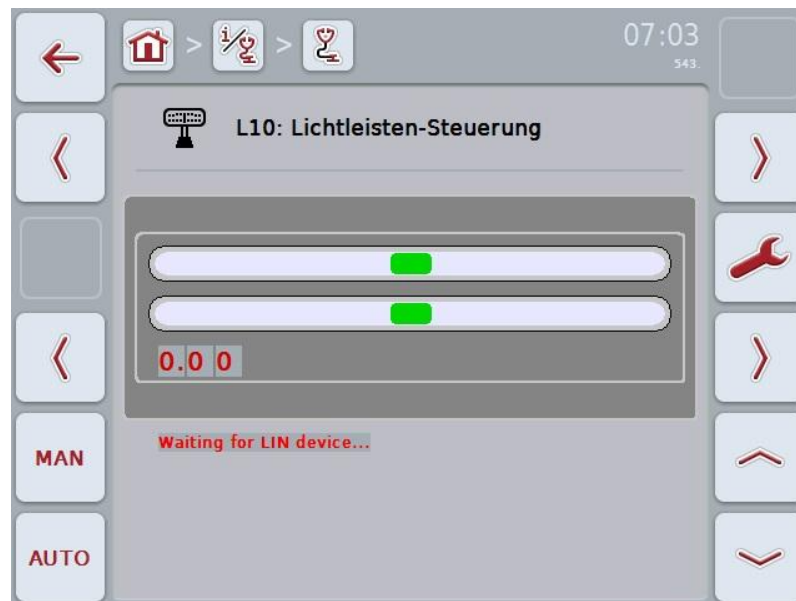 07:03
543.
L10: Lichtleisten-Steuerung
0.0 0
Waiting for LIN device...
MAN
AUTO